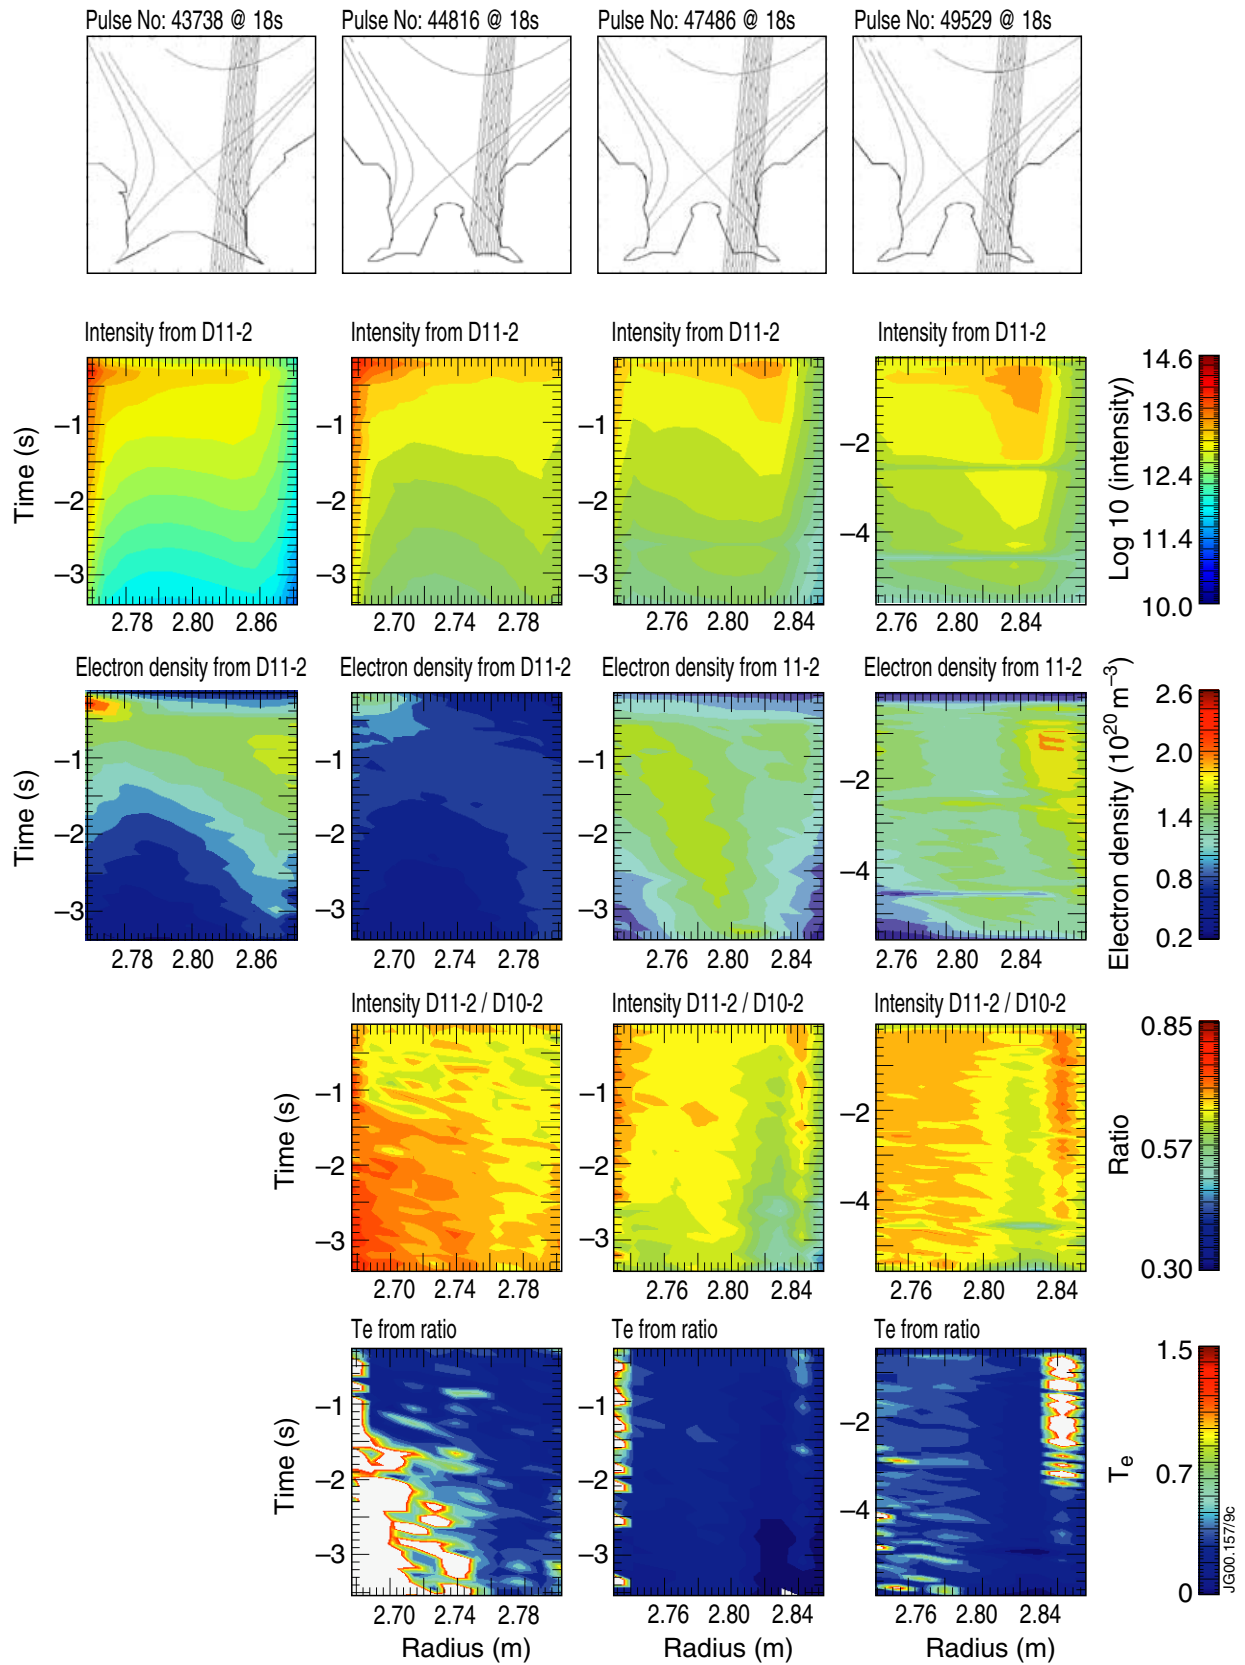 Pulse No: 43738 @ 18s
Pulse No: 44816 @ 18s
Pulse No: 47486 @ 18s
Pulse No: 49529 @ 18s
Intensity from D11-2
Intensity from D11-2
Intensity from D11-2
Intensity from D11-2
Time (s)
–1
–2
–3
2.78 2.80 2.86
–1
–2
–3
2.70 2.74 2.78
–1
–2
–3
2.76 2.80 2.84
–2
–4
2.76 2.80 2.84
Log 10 (intensity)
14.6
13.6
12.4
11.4
10.0
Electron density from D11-2
Electron density from D11-2
Electron density from 11-2
Electron density from 11-2
Time (s)
–1
–2
–3
2.78 2.80 2.86
–1
–2
–3
2.70 2.74 2.78
–1
–2
–3
2.76 2.80 2.84
–2
–4
2.76 2.80 2.84
Electron density (10²⁰ m⁻³)
2.6
2.0
1.4
0.8
0.2
Intensity D11-2 / D10-2
Intensity D11-2 / D10-2
Intensity D11-2 / D10-2
Time (s)
–1
–2
–3
2.70 2.74 2.78
–1
–2
–3
2.76 2.80 2.84
–2
–4
2.76 2.80 2.84
Ratio
0.85
0.57
0.30
Te from ratio
Te from ratio
Te from ratio
Time (s)
–1
–2
–3
2.70 2.74 2.78
Radius (m)
–1
–2
–3
2.76 2.80 2.84
Radius (m)
–2
–4
2.76 2.80 2.84
Radius (m)
Te
1.5
0.7
0
JG00.157/9c